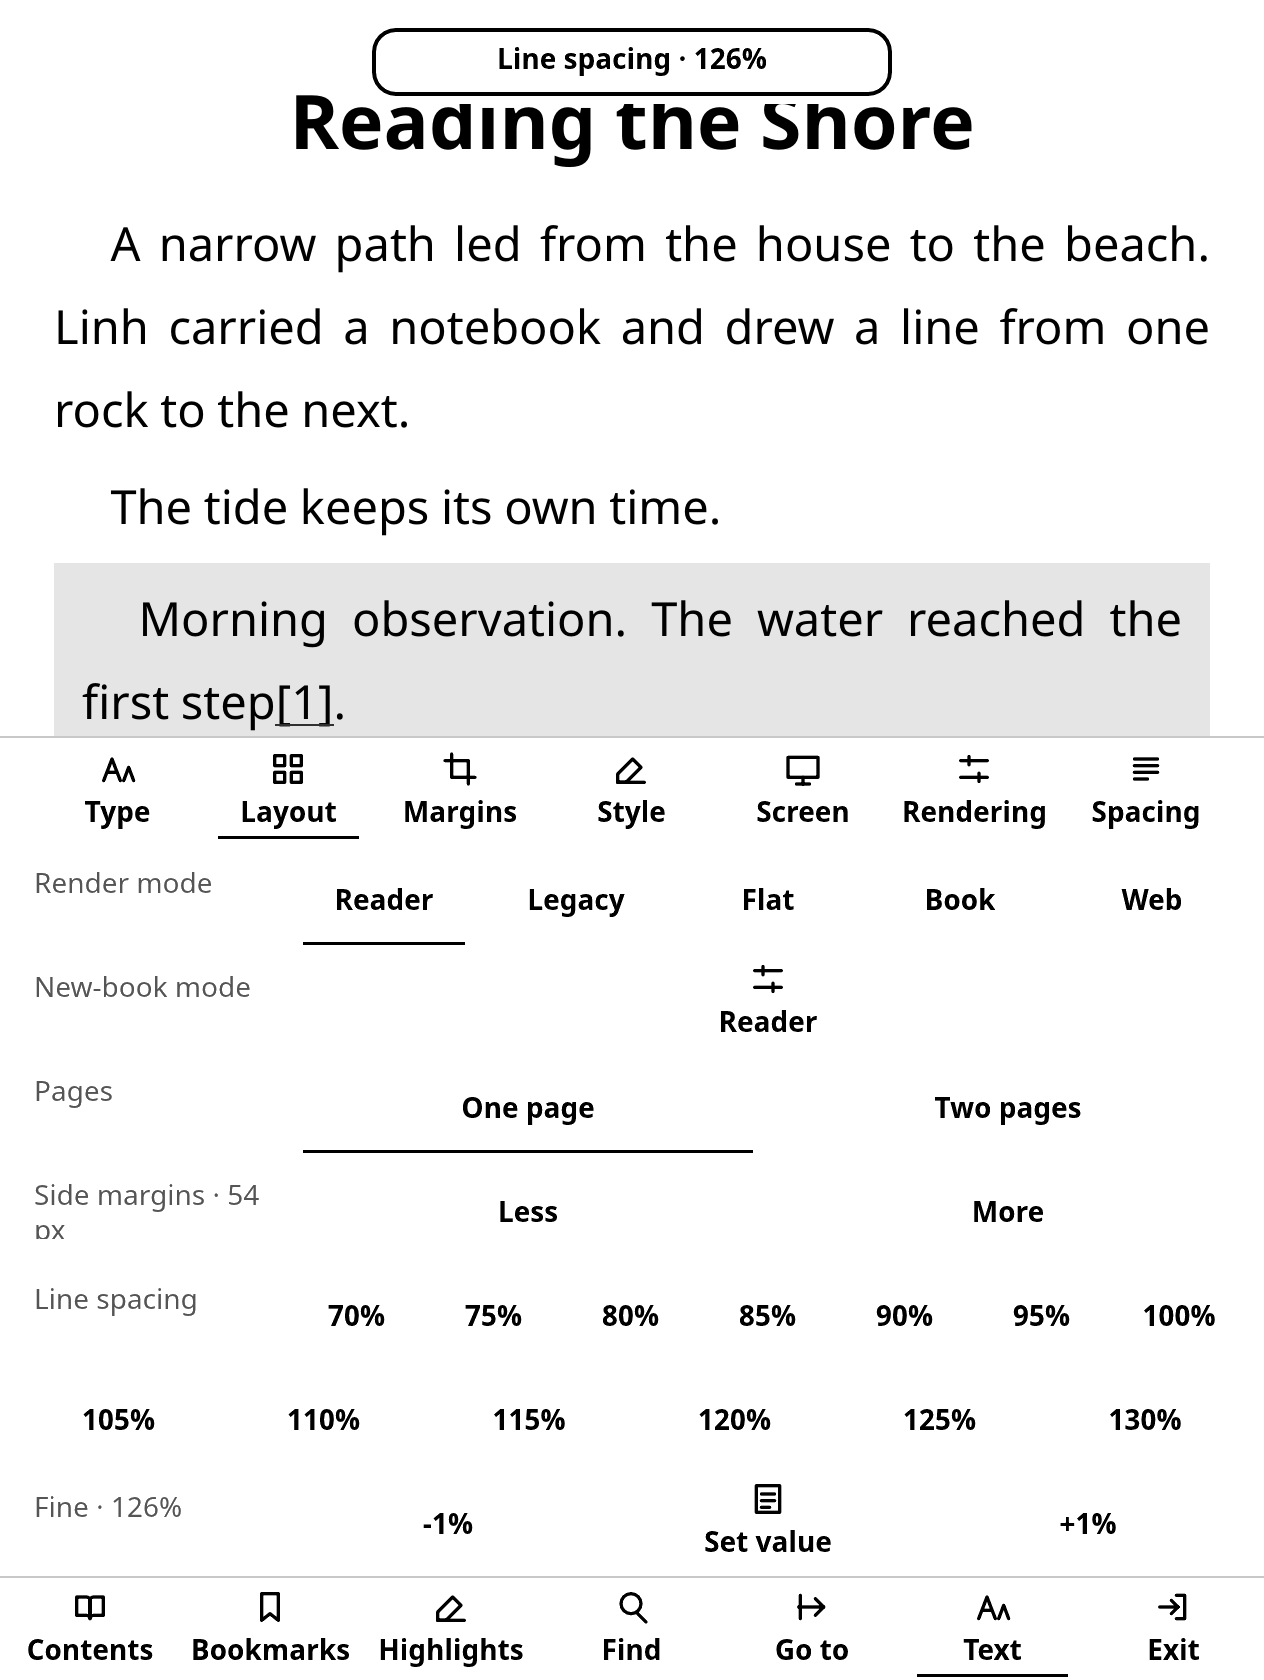 Line spacing · 126%
Reading the Shore
A narrow path led from the house to the beach.
Linh carried a notebook and drew a line from one
rock to the next.
The tide keeps its own time.
Morning observation. The water reached the
first step[1].
Type Layout Margins Style Screen Rendering Spacing
Render mode Reader Legacy Flat Book Web
New-book mode Reader
Pages One page Two pages
Side margins · 54
px
Less More
Line spacing 70% 75% 80% 85% 90% 95% 100%
105% 110% 115% 120% 125% 130%
Fine · 126% -1% Set value +1%
Contents Bookmarks Highlights Find Go to Text Exit